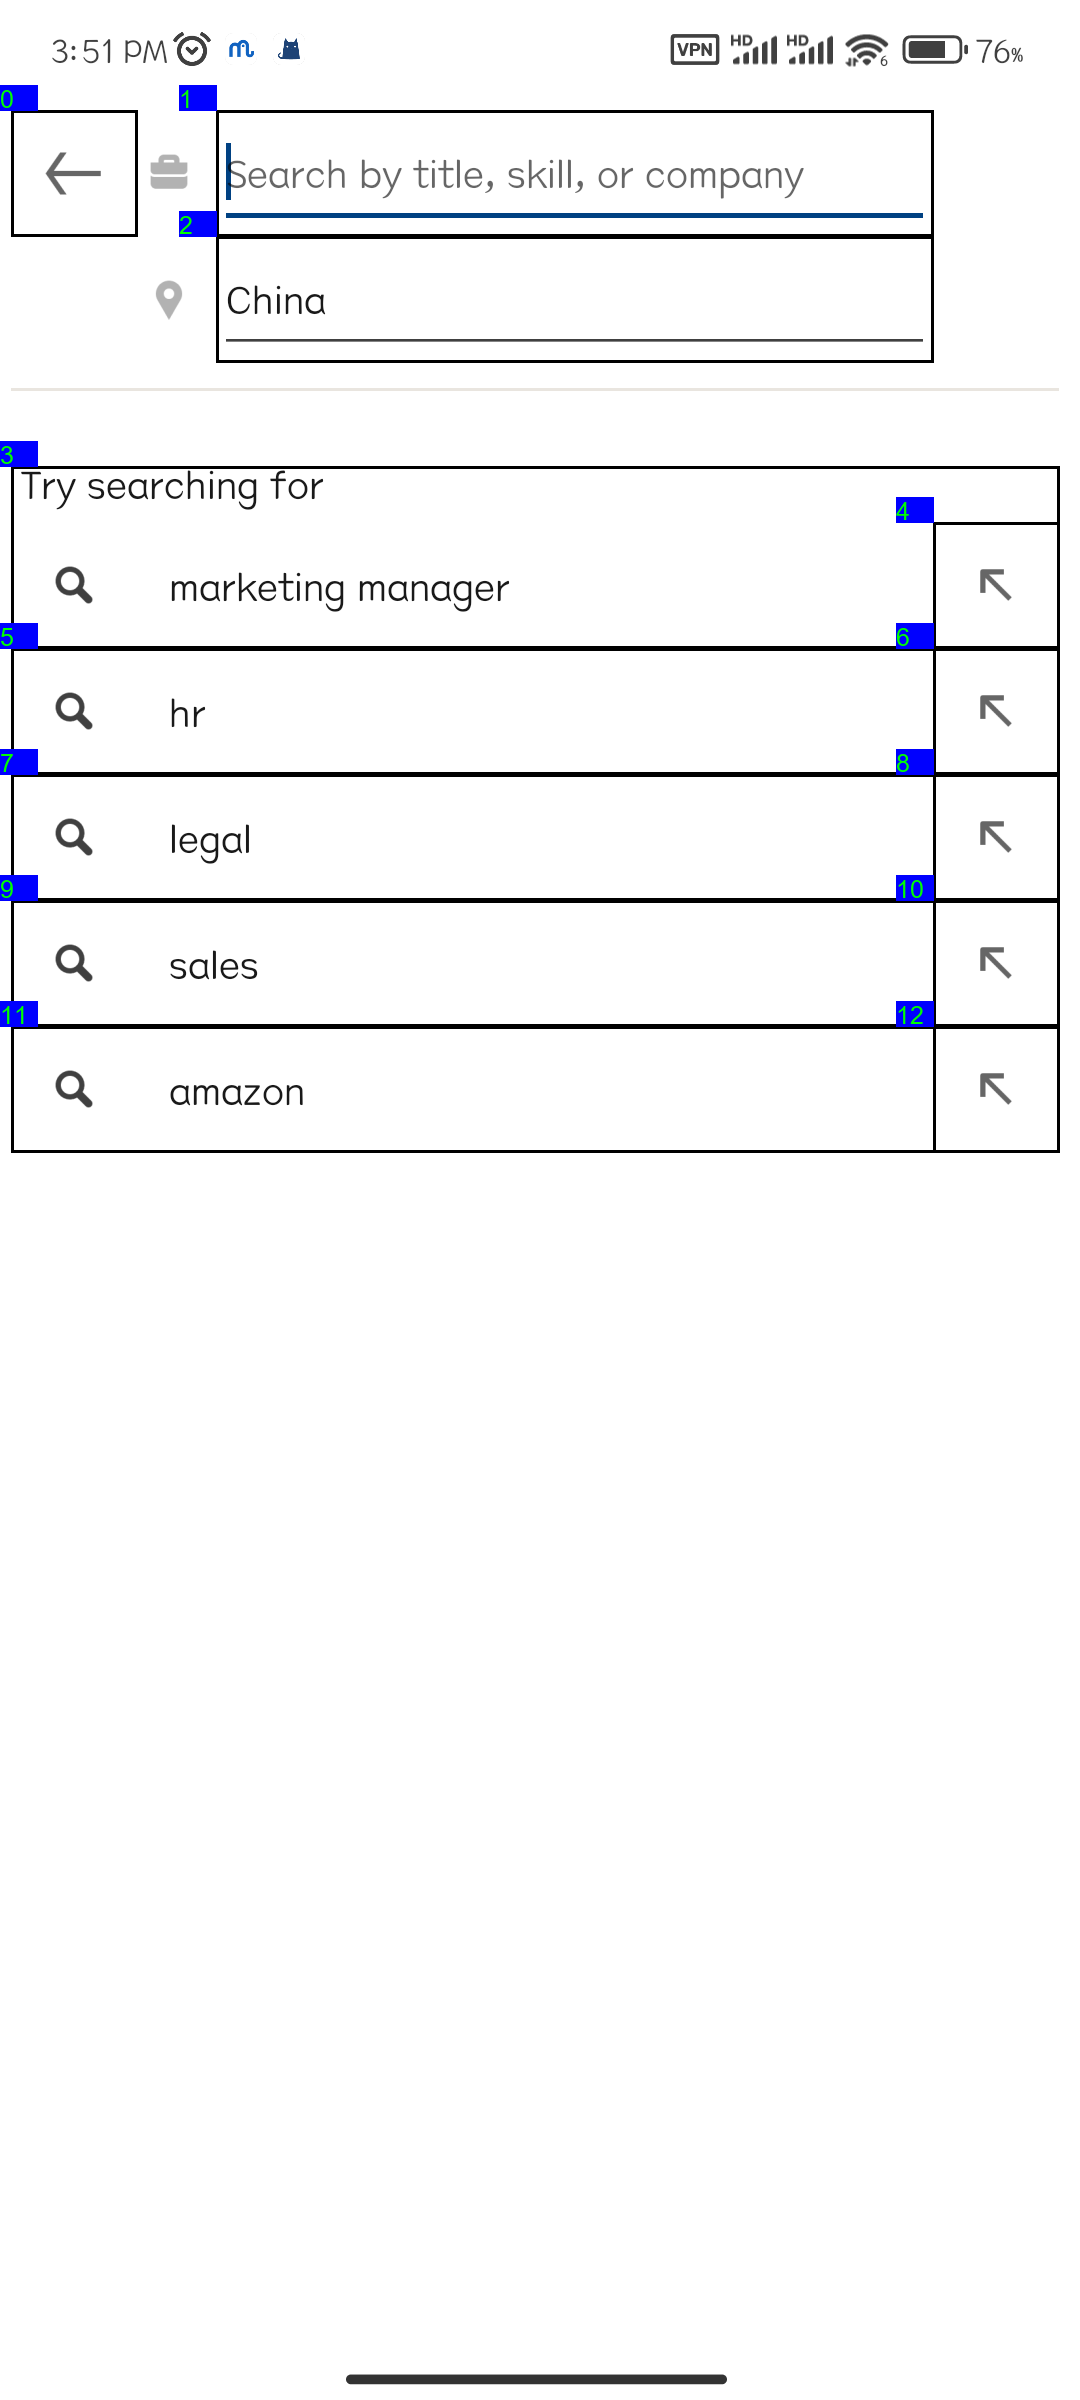 3:51 PM VPN HD HD 6 76%
0 1
Search by title, skill, or company
2
China
3
Try searching for
4
marketing manager
5 6
hr
7 8
legal
9 10
sales
11 12
amazon